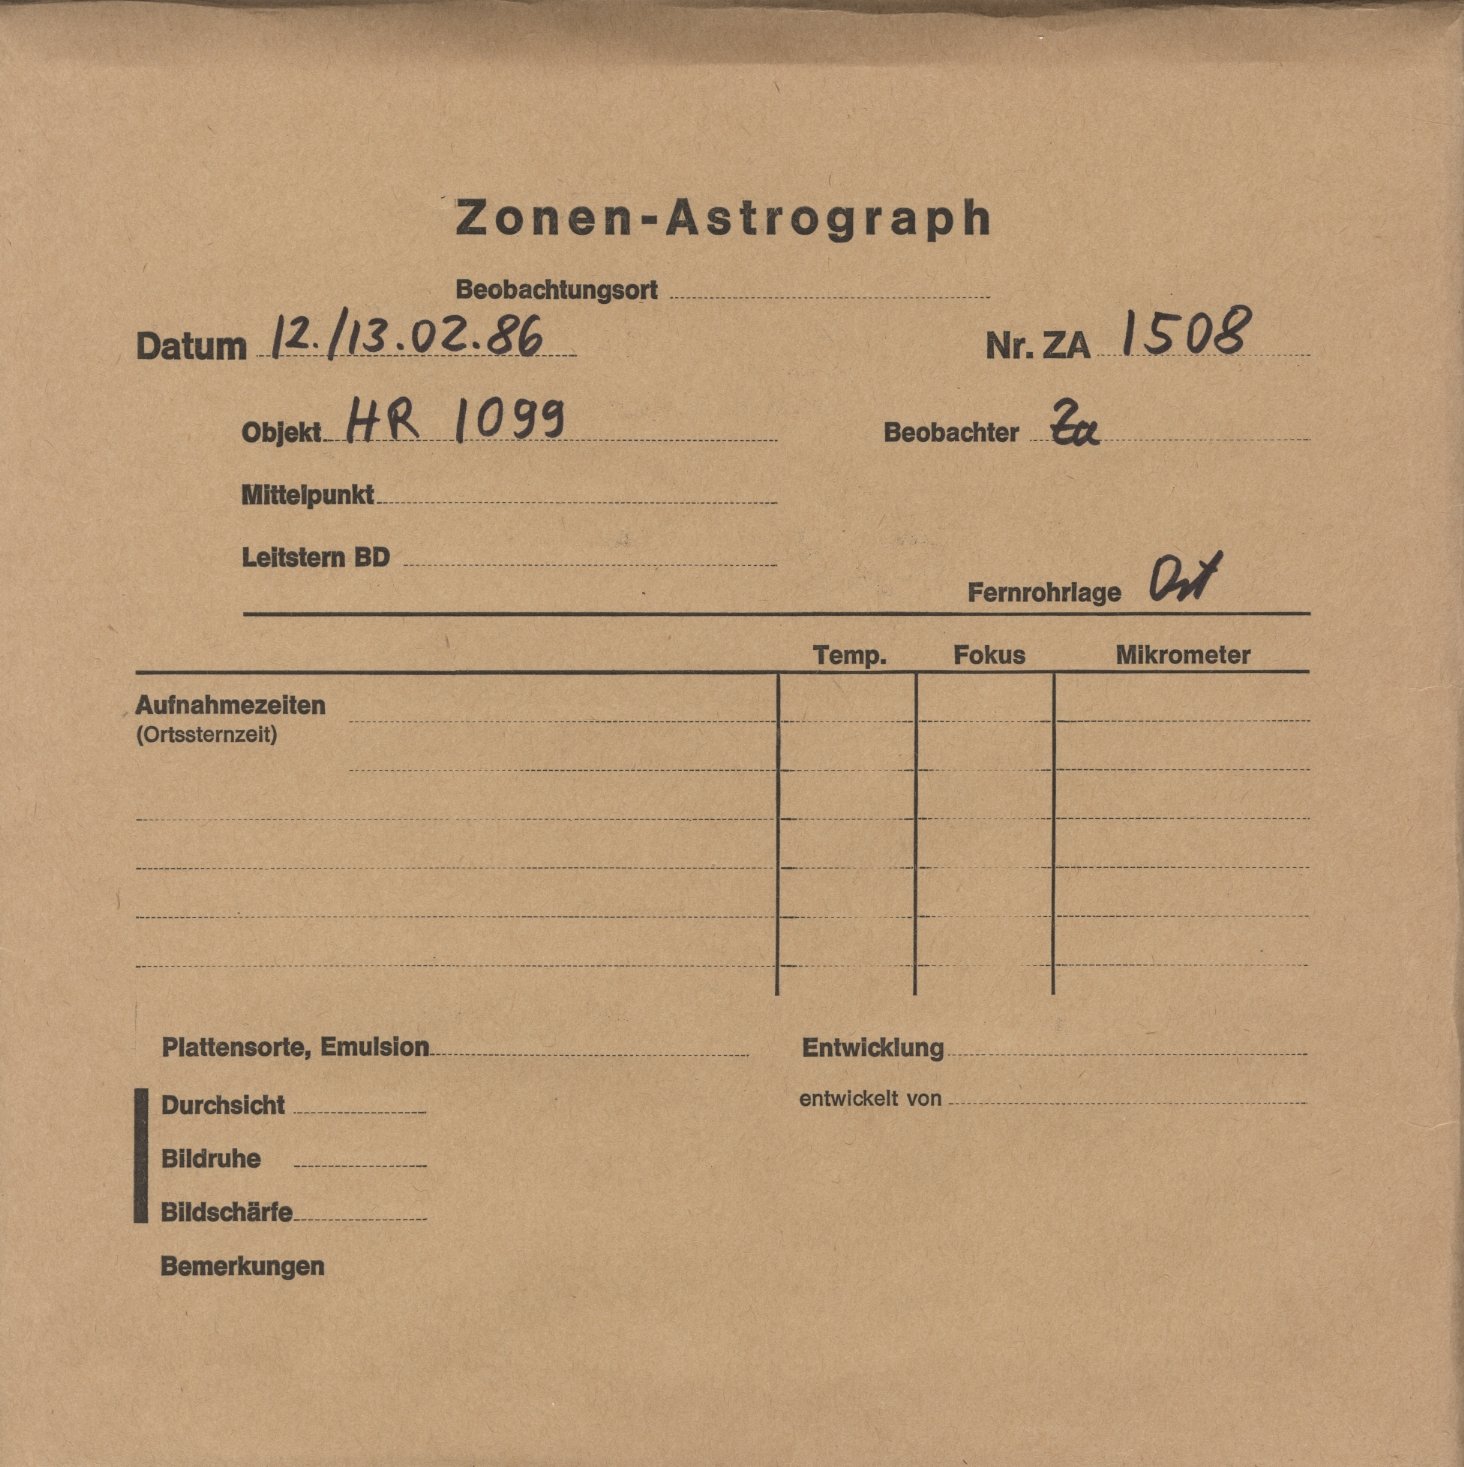 Zonen-Astrograph
Beobachtungsort
Datum 12./13.02.86
Nr. ZA 1508
Objekt HR 1099
Beobachter Za
Mittelpunkt
Leitstern BD
Fernrohrlage Ost
Temp. Fokus Mikrometer
Aufnahmezeiten
(Ortssternzeit)
Plattensorte, Emulsion
Entwicklung
Durchsicht
entwickelt von
Bildruhe
Bildschärfe
Bemerkungen